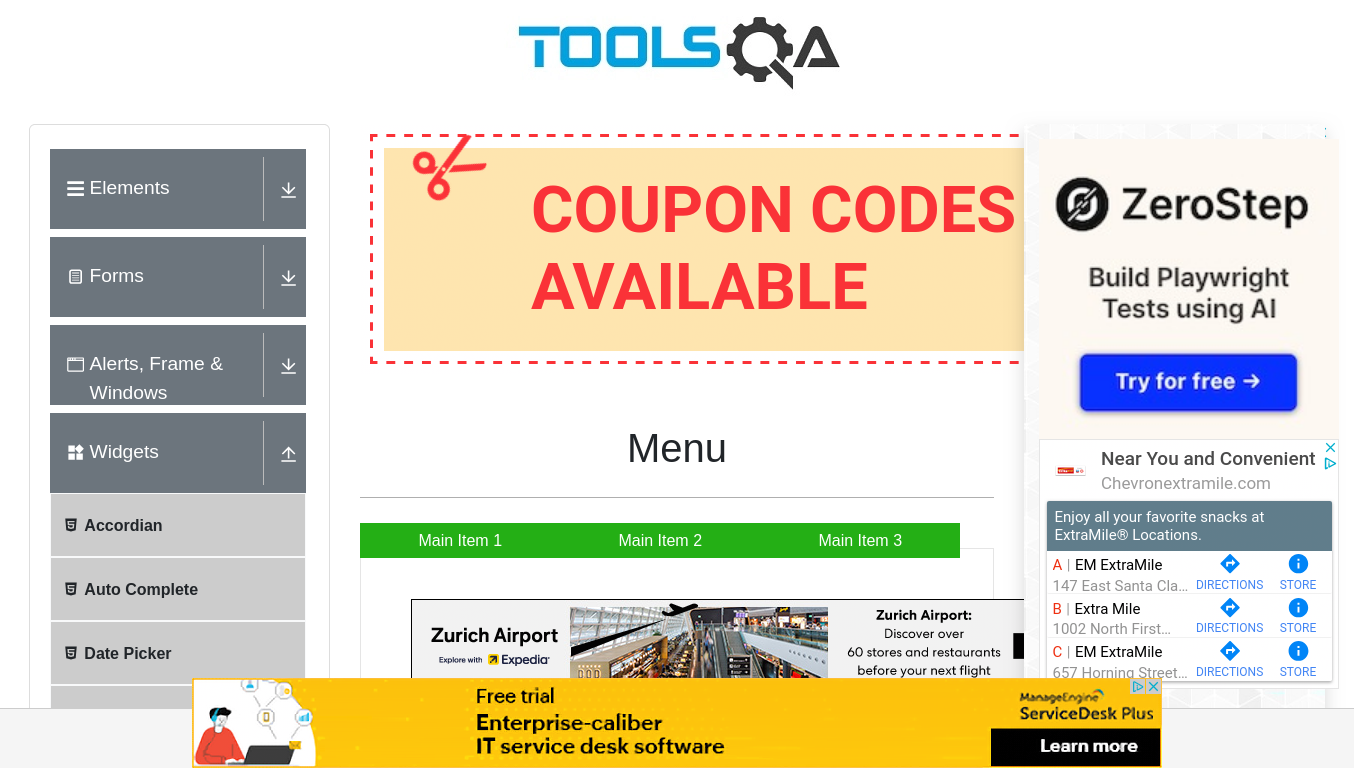 TOOLSQA
Elements
Forms
Alerts, Frame &
Windows
Widgets
Accordian
Auto Complete
Date Picker
COUPON CODES
AVAILABLE
Menu
Main Item 1
Main Item 2
Main Item 3
Zurich Airport
Explore with Expedia
Zurich Airport:
Discover over
60 stores and restaurants
before your next flight
ZeroStep
Build Playwright
Tests using AI
Try for free →
Near You and Convenient
Chevronextramile.com
Enjoy all your favorite snacks at
ExtraMile® Locations.
A | EM ExtraMile
147 East Santa Cla...
DIRECTIONS
STORE
B | Extra Mile
1002 North First...
DIRECTIONS
STORE
C | EM ExtraMile
657 Horning Street...
DIRECTIONS
STORE
Free trial
Enterprise-caliber
IT service desk software
ManageEngine
ServiceDesk Plus
Learn more